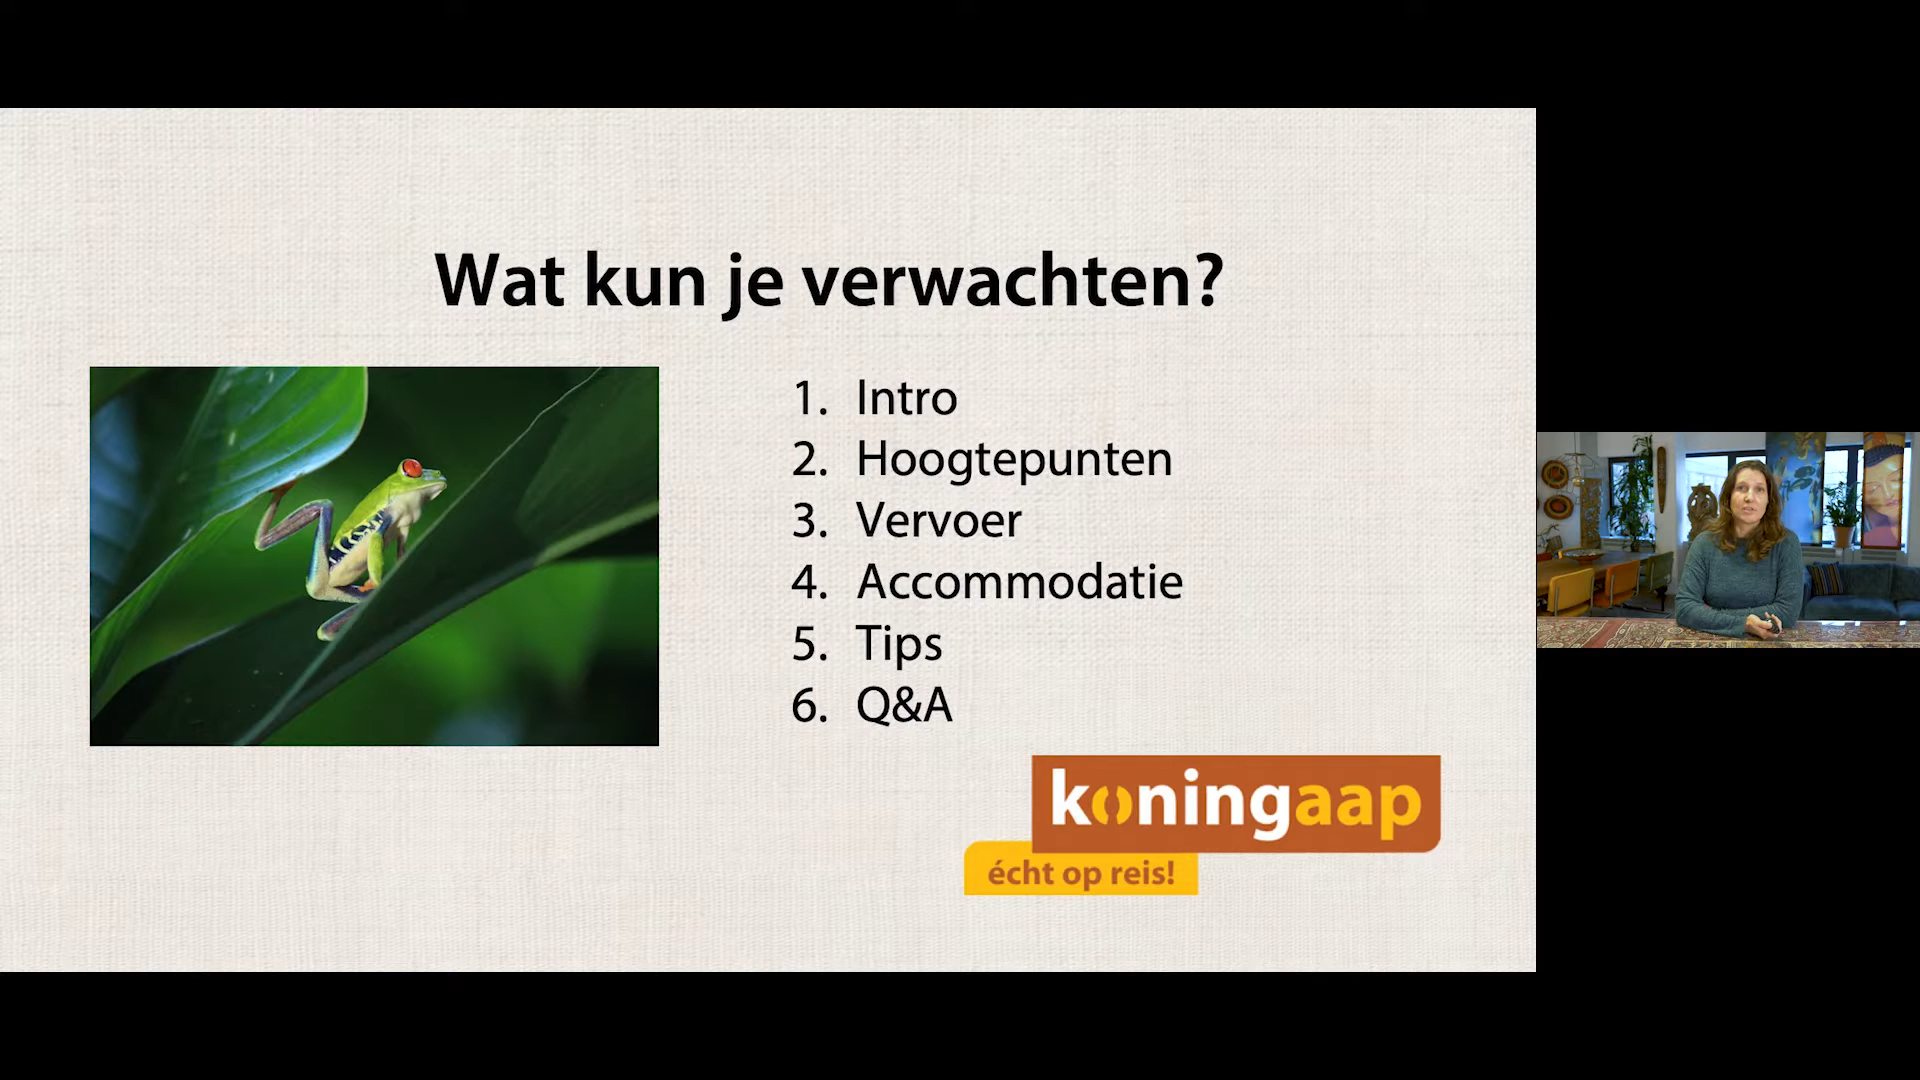 Wat kun je verwachten?
1. Intro
2. Hoogtepunten
3. Vervoer
4. Accommodatie
5. Tips
6. Q&A
koningaap
écht op reis!